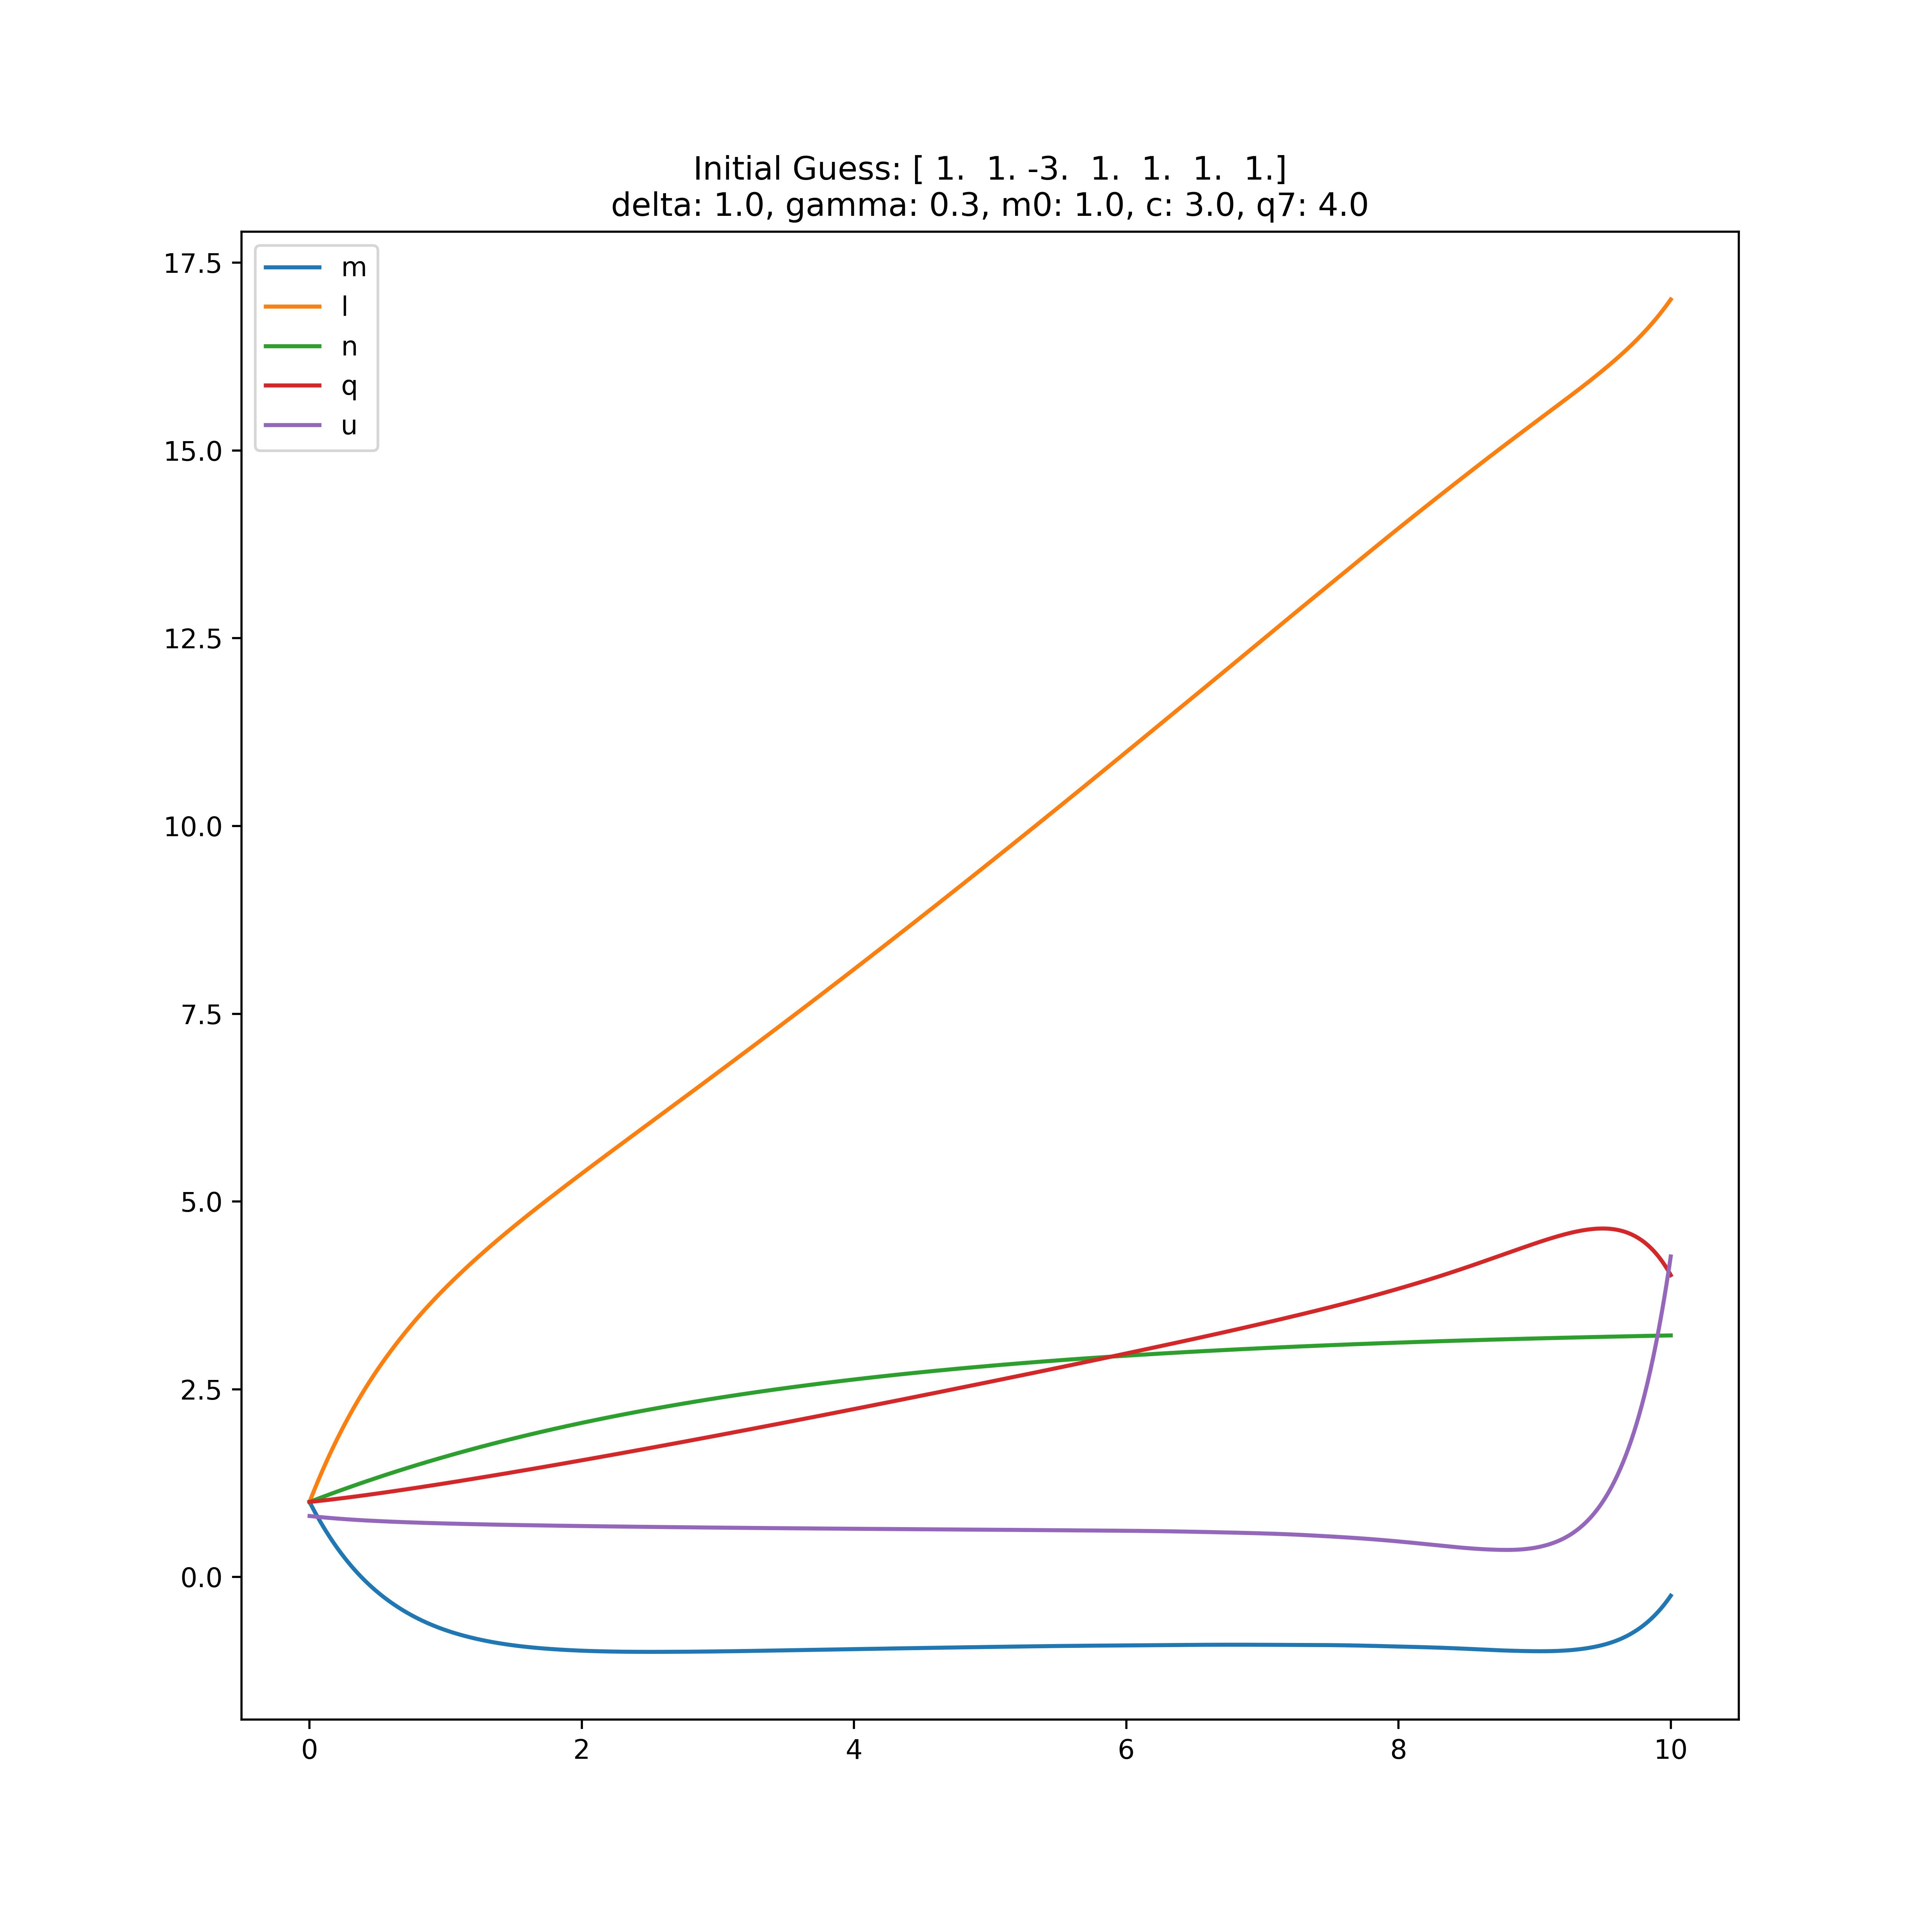 Initial Guess: [ 1.  1. -3.  1.  1.  1.  1.]
delta: 1.0, gamma: 0.3, m0: 1.0, c: 3.0, q7: 4.0
m
l
n
q
u
17.5
15.0
12.5
10.0
7.5
5.0
2.5
0.0
0 2 4 6 8 10